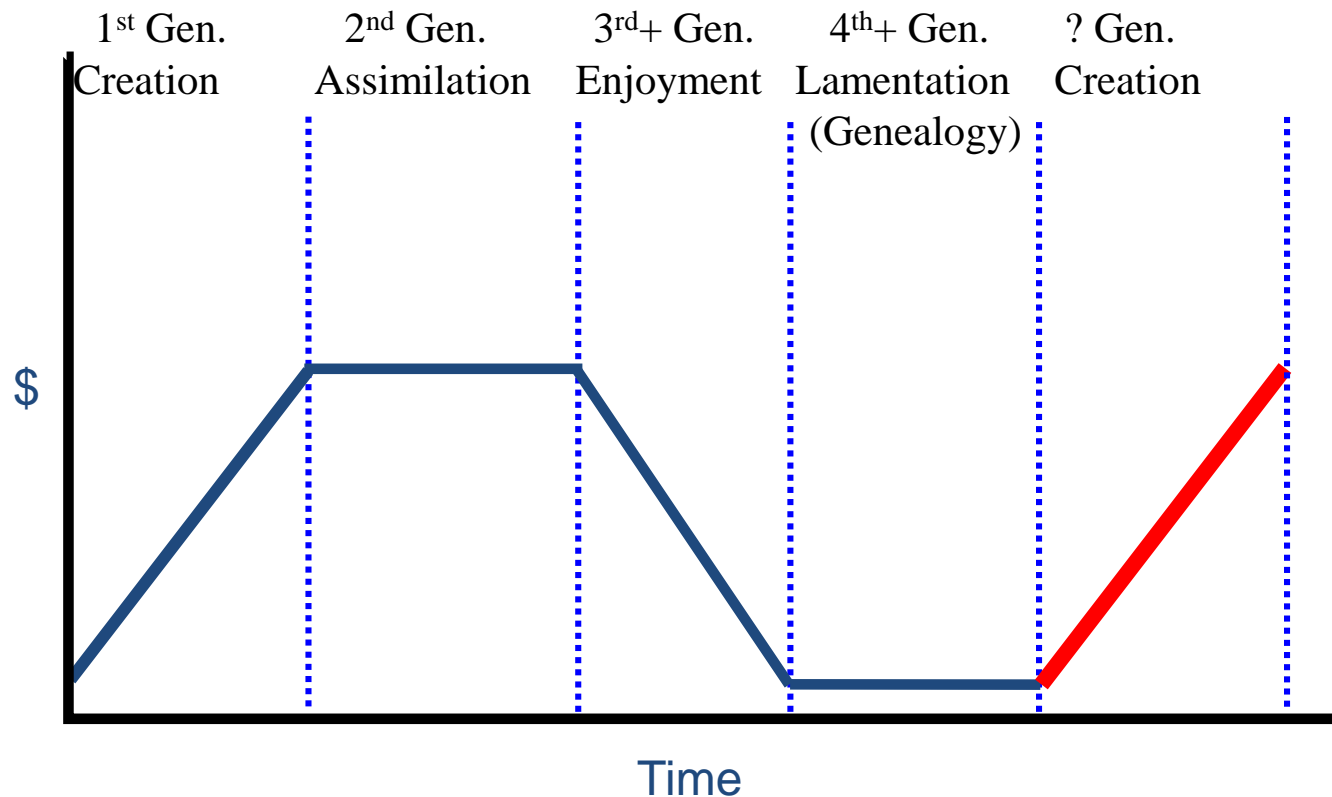 1st Gen. 2nd Gen. 3rd+ Gen. 4th+ Gen. ? Gen.
Creation Assimilation Enjoyment Lamentation Creation
(Genealogy)
$
Time